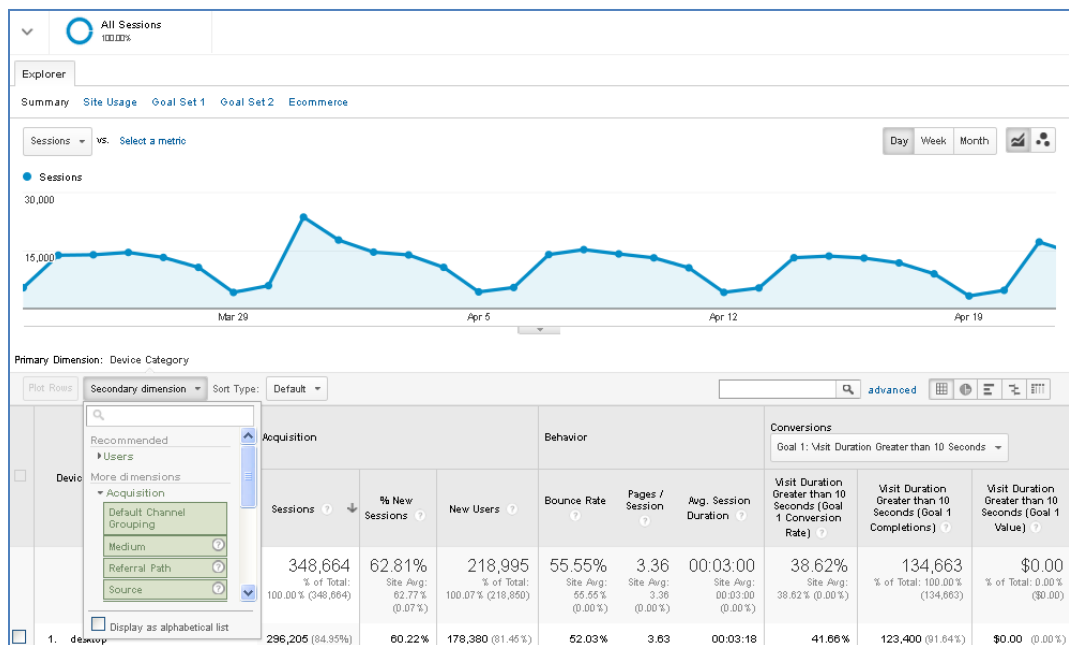 All Sessions
100.00%
Explorer
Summary Site Usage Goal Set 1 Goal Set 2 Ecommerce
Sessions vs. Select a metric
Day Week Month
Sessions
30,000
15,000
Mar 29 Apr 5 Apr 12 Apr 19
Primary Dimension: Device Category
Plot Rows Secondary dimension Sort Type: Default advanced
Recommended
Users
More dimensions
Acquisition
Default Channel
Grouping
Medium
Referral Path
Source
Display as alphabetical list
Devic
Acquisition Behavior Conversions
Goal 1: Visit Duration Greater than 10 Seconds
Sessions
% New
Sessions
New Users
Bounce Rate
Pages /
Session
Avg. Session
Duration
Visit Duration
Greater than 10
Seconds (Goal
1 Conversion
Rate)
Visit Duration
Greater than 10
Seconds (Goal 1
Completions)
Visit Duration
Greater than 10
Seconds (Goal 1
Value)
348,664
% of Total:
100.00% (348,664)
62.81%
Site Avg:
62.77%
(0.07%)
218,995
% of Total:
100.07% (218,850)
55.55%
Site Avg:
55.55%
(0.00%)
3.36
Site Avg:
3.36
(0.00%)
00:03:00
Site Avg:
00:03:00
(0.00%)
38.62%
Site Avg:
38.62% (0.00%)
134,663
% of Total: 100.00%
(134,663)
$0.00
% of Total: 0.00%
($0.00)
1. desktop 296,205 (84.95%) 60.22% 178,380 (81.45%) 52.03% 3.63 00:03:18 41.66% 123,400 (91.64%) $0.00 (0.00%)